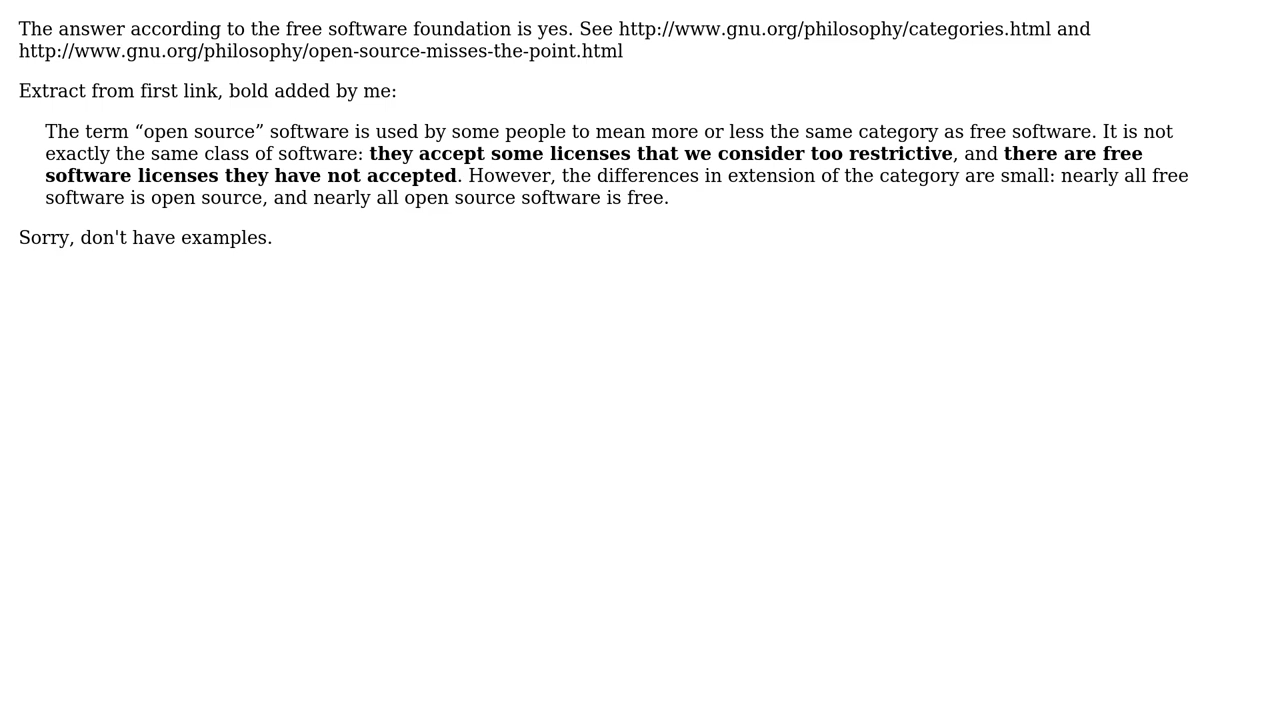 The answer according to the free software foundation is yes. See http://www.gnu.org/philosophy/categories.html and
http://www.gnu.org/philosophy/open-source-misses-the-point.html
Extract from first link, bold added by me:
The term “open source” software is used by some people to mean more or less the same category as free software. It is not
exactly the same class of software: they accept some licenses that we consider too restrictive, and there are free
software licenses they have not accepted. However, the differences in extension of the category are small: nearly all free
software is open source, and nearly all open source software is free.
Sorry, don't have examples.